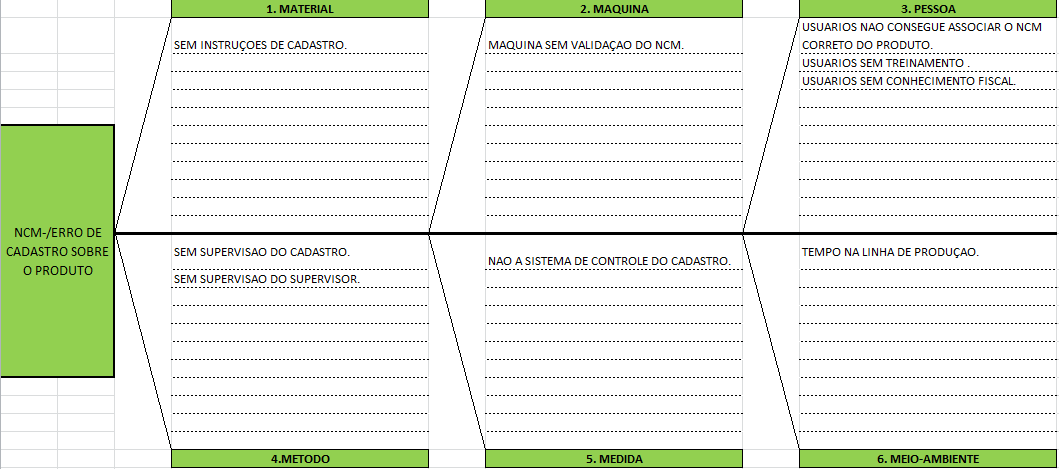 1. MATERIAL
2. MAQUINA
3. PESSOA
SEM INSTRUÇOES DE CADASTRO.
MAQUINA SEM VALIDAÇAO DO NCM.
USUARIOS NAO CONSEGUE ASSOCIAR O NCM
CORRETO DO PRODUTO.
USUARIOS SEM TREINAMENTO .
USUARIOS SEM CONHECIMENTO FISCAL.
NCM-/ERRO DE
CADASTRO SOBRE
O PRODUTO
SEM SUPERVISAO DO CADASTRO.
SEM SUPERVISAO DO SUPERVISOR.
NAO A SISTEMA DE CONTROLE DO CADASTRO.
TEMPO NA LINHA DE PRODUÇAO.
4.METODO
5. MEDIDA
6. MEIO-AMBIENTE